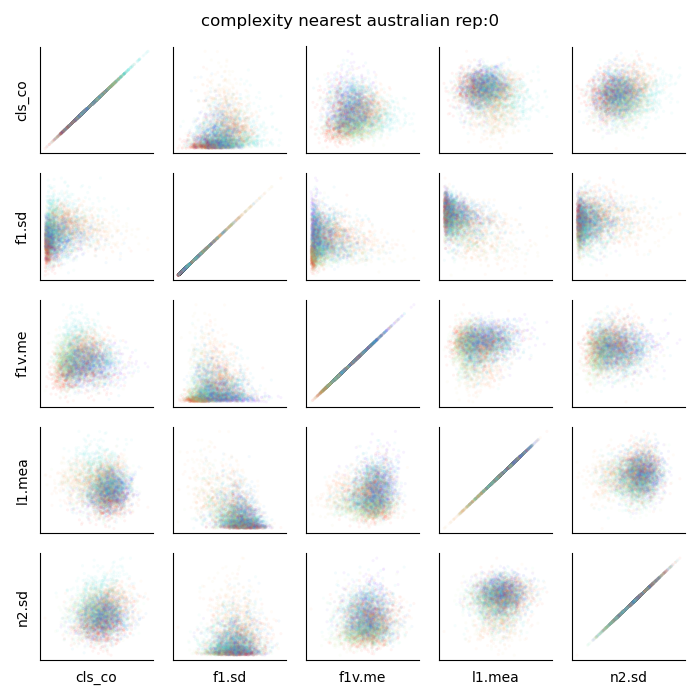 complexity nearest australian rep:0
cls_co
f1.sd
f1v.me
l1.mea
n2.sd
cls_co
f1.sd
f1v.me
l1.mea
n2.sd